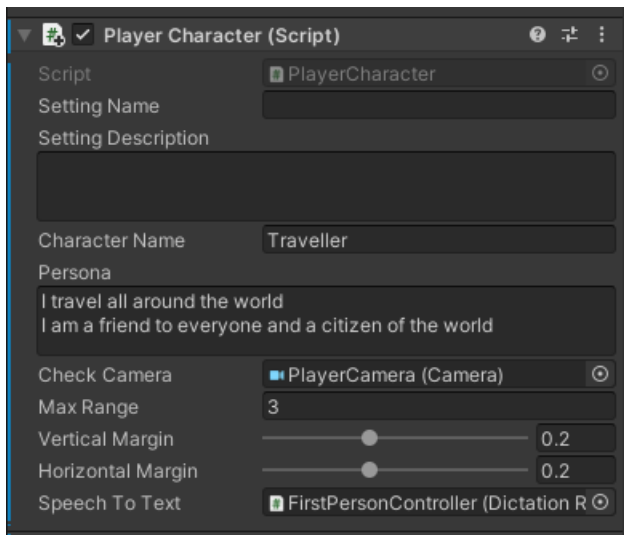 Player Character (Script)
Script PlayerCharacter
Setting Name
Setting Description
Character Name Traveller
Persona
I travel all around the world
I am a friend to everyone and a citizen of the world
Check Camera PlayerCamera (Camera)
Max Range 3
Vertical Margin 0.2
Horizontal Margin 0.2
Speech To Text FirstPersonController (Dictation R